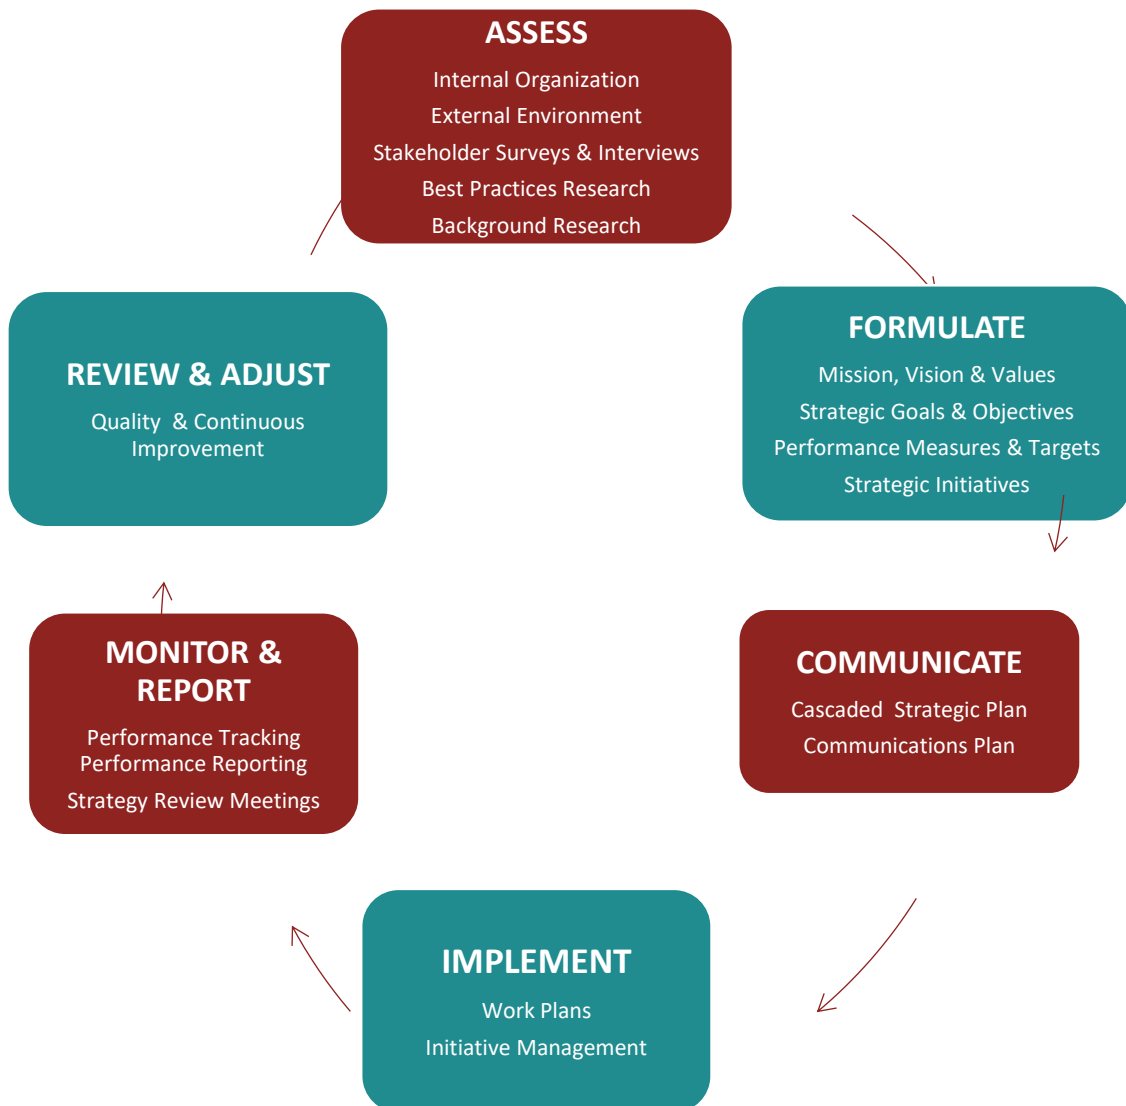 ASSESS
Internal Organization
External Environment
Stakeholder Surveys & Interviews
Best Practices Research
Background Research
FORMULATE
Mission, Vision & Values
Strategic Goals & Objectives
Performance Measures & Targets
Strategic Initiatives
COMMUNICATE
Cascaded  Strategic Plan
Communications Plan
IMPLEMENT
Work Plans
Initiative Management
MONITOR &
REPORT
Performance Tracking
Performance Reporting
Strategy Review Meetings
REVIEW & ADJUST
Quality  & Continuous
Improvement